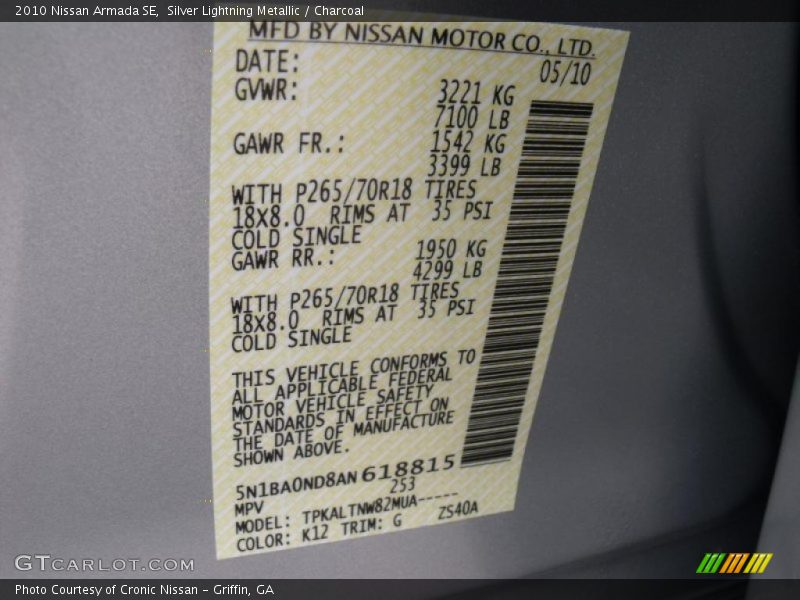 2010 Nissan Armada SE,  Silver Lightning Metallic / Charcoal
MFD BY NISSAN MOTOR CO., LTD.
DATE: 05/10
GVWR: 3221 KG
7100 LB
GAWR FR.: 1542 KG
3399 LB
WITH P265/70R18 TIRES
18X8.0 RIMS AT 35 PSI
COLD SINGLE
GAWR RR.: 1950 KG
4299 LB
WITH P265/70R18 TIRES
18X8.0 RIMS AT 35 PSI
COLD SINGLE
THIS VEHICLE CONFORMS TO
ALL APPLICABLE FEDERAL
MOTOR VEHICLE SAFETY
STANDARDS IN EFFECT ON
THE DATE OF MANUFACTURE
SHOWN ABOVE.
5N1BA0ND8AN618815
MPV 253
MODEL: TPKALTNW82MUA-----
COLOR: K12 TRIM: G ZS40A
GTCARLOT.COM
Photo Courtesy of Cronic Nissan – Griffin, GA